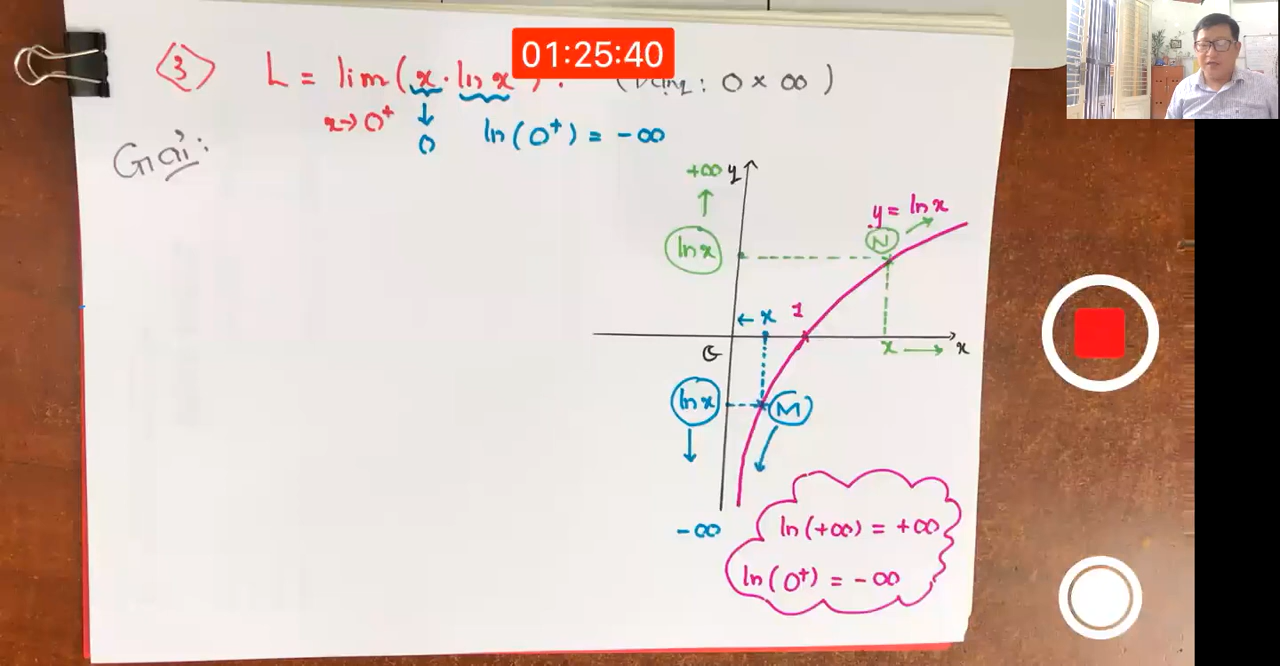 01:25:40
3 L = lim (x . ln x) . ( : 0 × ∞ )
x → 0⁺ ↓ 0 ln(0⁺) = -∞
Giải:
+∞ y
↑
y = ln x
ln x N
← x 1
O x → x
ln x M
↓
-∞
ln(+∞) = +∞
ln(0⁺) = -∞